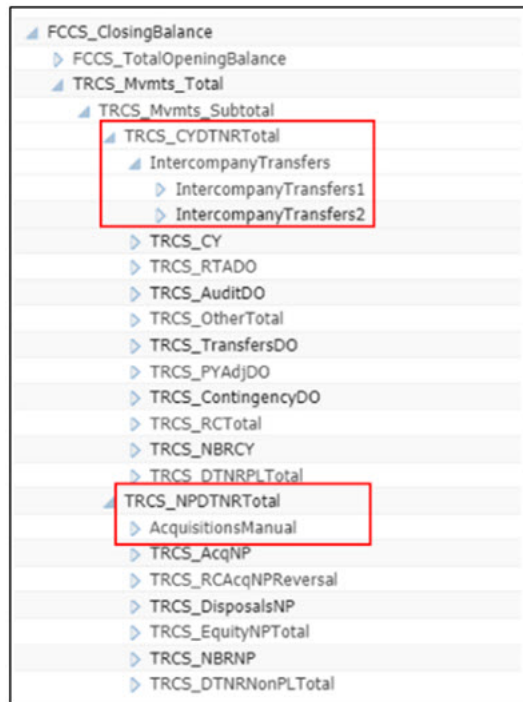 FCCS_ClosingBalance
FCCS_TotalOpeningBalance
TRCS_Mvmts_Total
TRCS_Mvmts_Subtotal
TRCS_CYDTNRTotal
IntercompanyTransfers
IntercompanyTransfers1
IntercompanyTransfers2
TRCS_CY
TRCS_RTADO
TRCS_AuditDO
TRCS_OtherTotal
TRCS_TransfersDO
TRCS_PYAdjDO
TRCS_ContingencyDO
TRCS_RCTotal
TRCS_NBRCY
TRCS_DTNRPLTotal
TRCS_NPDTNRTotal
AcquisitionsManual
TRCS_AcqNP
TRCS_RCAcqNPReversal
TRCS_DisposalsNP
TRCS_EquityNPTotal
TRCS_NBRNP
TRCS_DTNRNonPLTotal